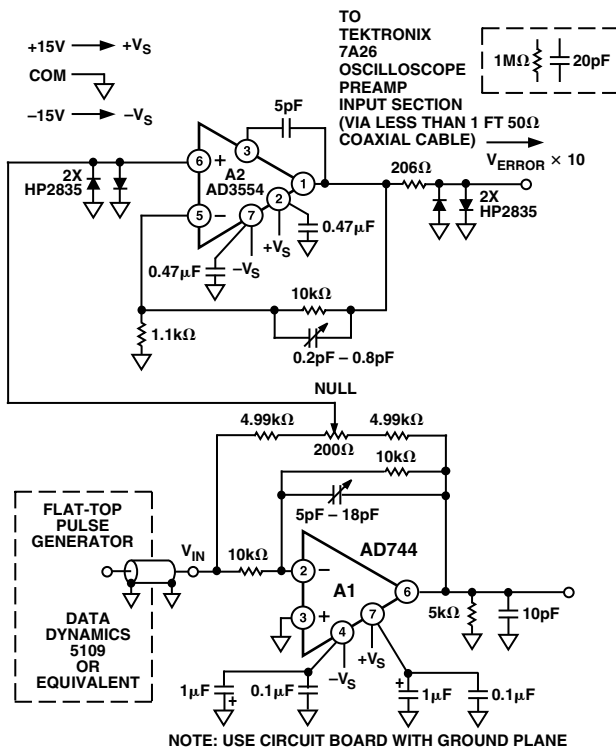 +15V +VS
COM
–15V –VS
TO
TEKTRONIX
7A26
OSCILLOSCOPE
PREAMP
INPUT SECTION
(VIA LESS THAN 1 FT 50Ω
COAXIAL CABLE)
1MΩ 20pF
VERROR × 10
5pF
3
6 +
A2
AD3554
1
2
5 –
7
2X
HP2835
206Ω
2X
HP2835
0.47μF
+VS
–VS
0.47μF
10kΩ
1.1kΩ
0.2pF – 0.8pF
NULL
4.99kΩ 4.99kΩ
200Ω
10kΩ
5pF – 18pF
FLAT-TOP
PULSE
GENERATOR
VIN
10kΩ
AD744
2 –
A1
6
3 +
7
4
DATA
DYNAMICS
5109
OR
EQUIVALENT
5kΩ
10pF
+VS
–VS
1μF
+
0.1μF
+
1μF
0.1μF
NOTE: USE CIRCUIT BOARD WITH GROUND PLANE